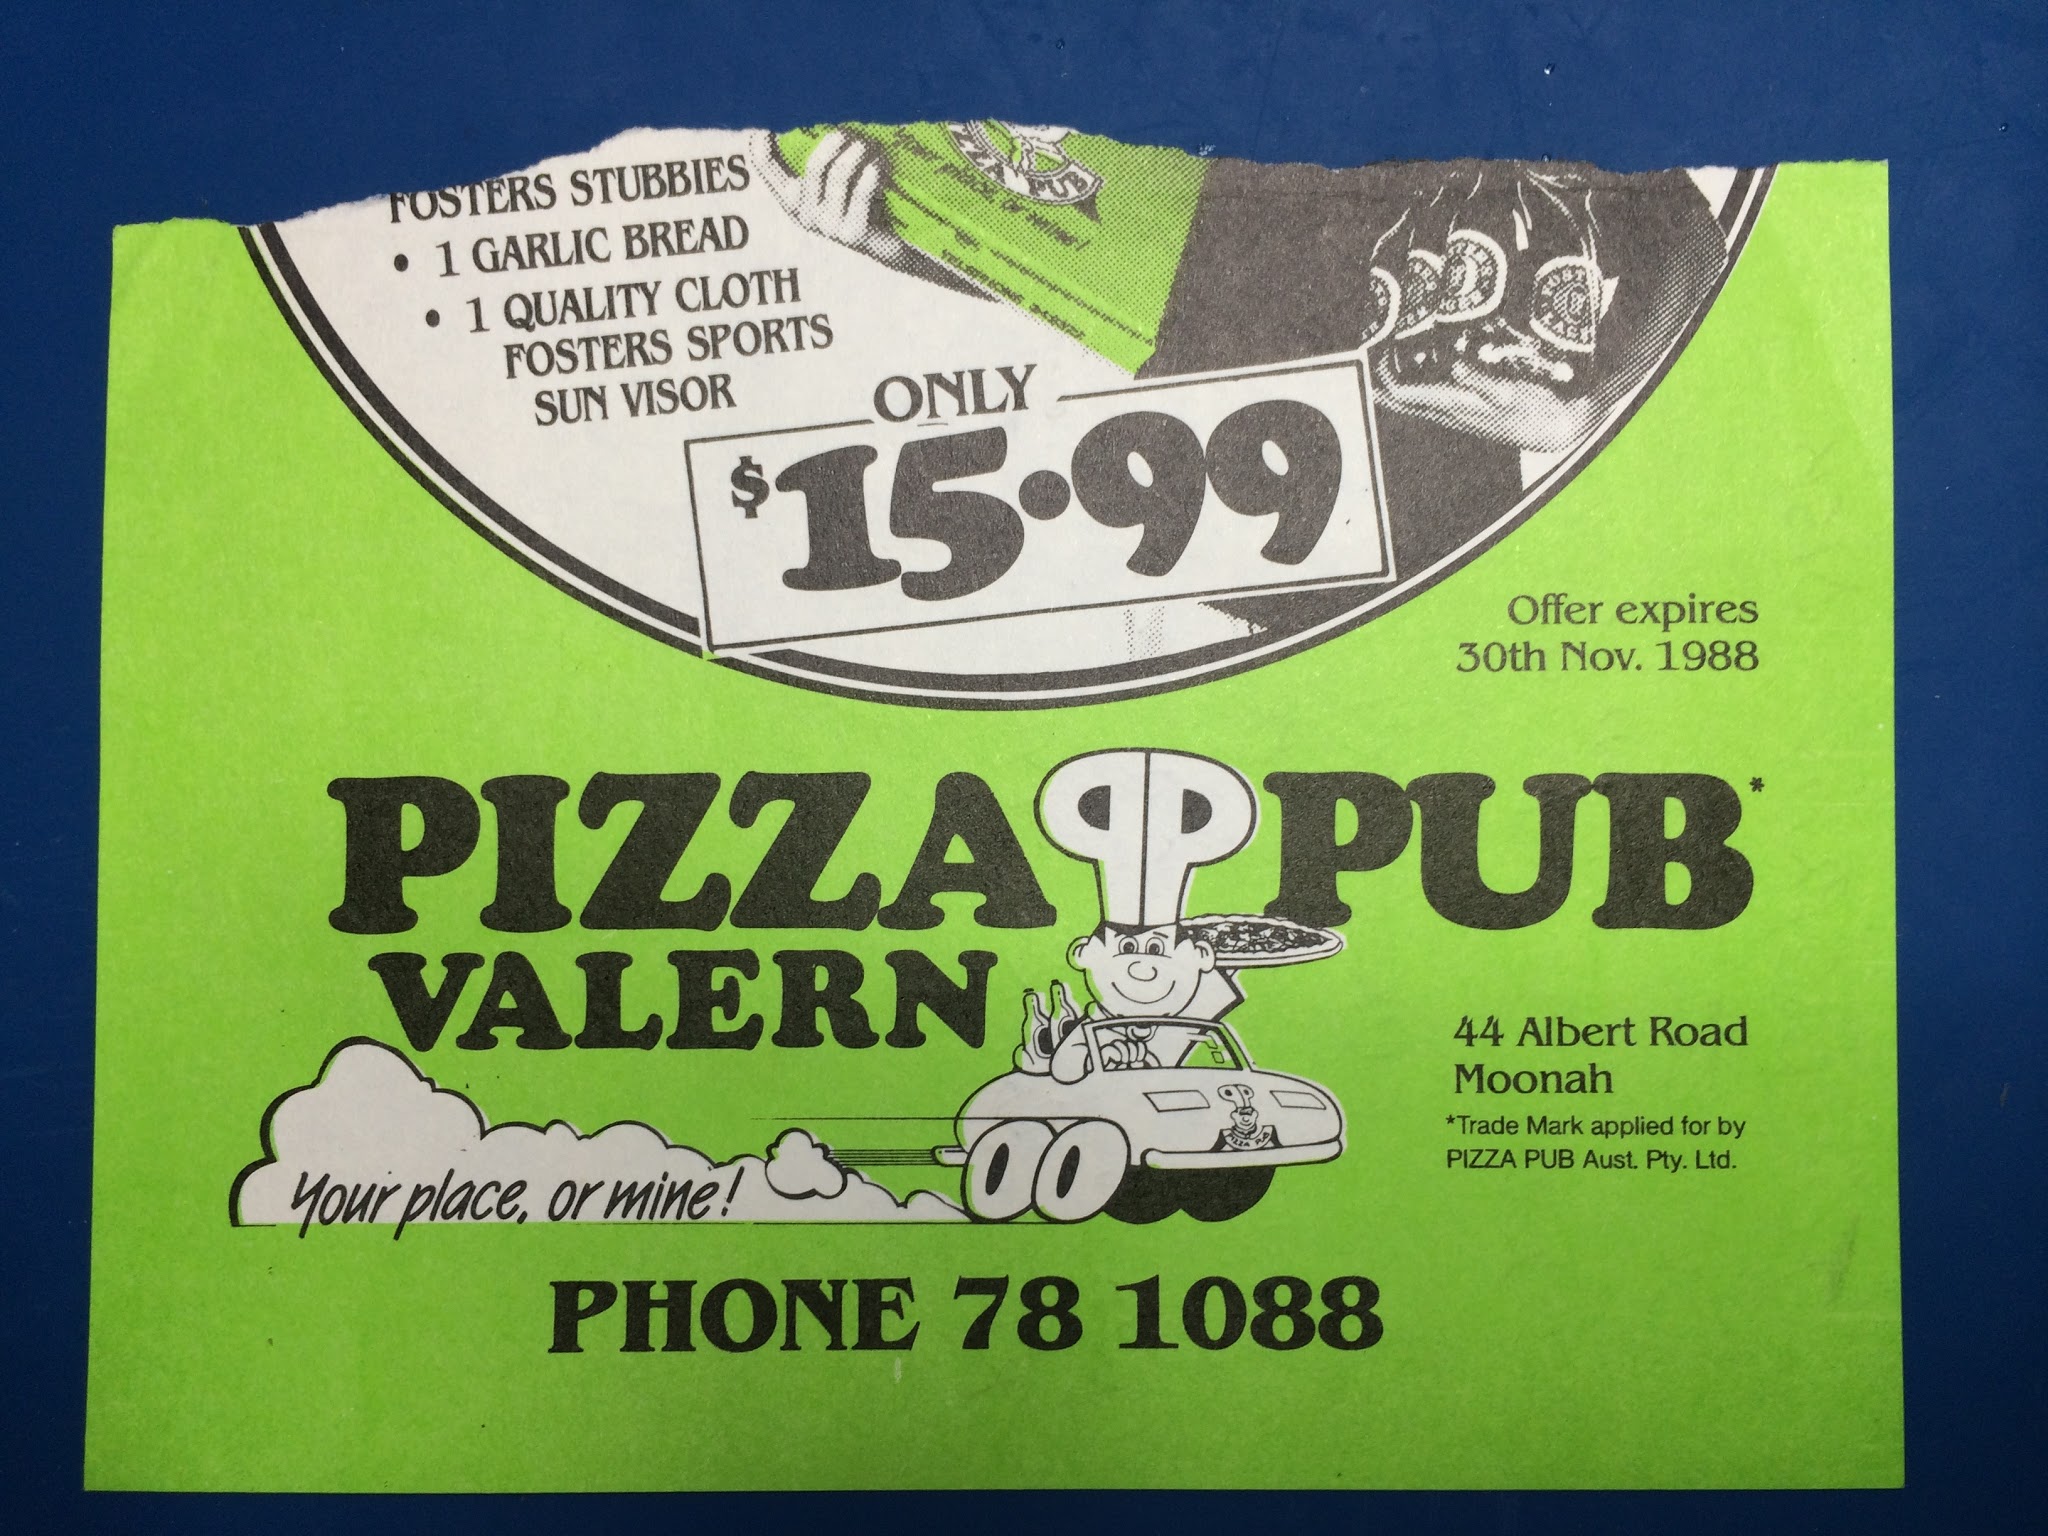 FOSTERS STUBBIES
• 1 GARLIC BREAD
• 1 QUALITY CLOTH
FOSTERS SPORTS
SUN VISOR
ONLY
$15.99
Offer expires
30th Nov. 1988
PIZZA PUB*
VALERN
44 Albert Road
Moonah
*Trade Mark applied for by
PIZZA PUB Aust. Pty. Ltd.
PIZZA PUB
Your place, or mine!
PHONE 78 1088